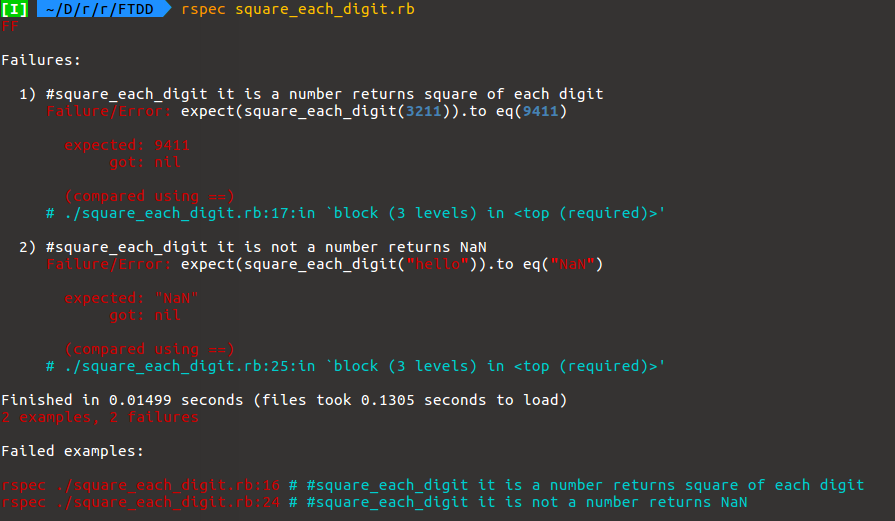 [I] ~/D/r/r/FTDD rspec square_each_digit.rb
FF
Failures:
1) #square_each_digit it is a number returns square of each digit
Failure/Error: expect(square_each_digit(3211)).to eq(9411)
expected: 9411
got: nil
(compared using ==)
# ./square_each_digit.rb:17:in `block (3 levels) in <top (required)>'
2) #square_each_digit it is not a number returns NaN
Failure/Error: expect(square_each_digit("hello")).to eq("NaN")
expected: "NaN"
got: nil
(compared using ==)
# ./square_each_digit.rb:25:in `block (3 levels) in <top (required)>'
Finished in 0.01499 seconds (files took 0.1305 seconds to load)
2 examples, 2 failures
Failed examples:
rspec ./square_each_digit.rb:16 # #square_each_digit it is a number returns square of each digit
rspec ./square_each_digit.rb:24 # #square_each_digit it is not a number returns NaN